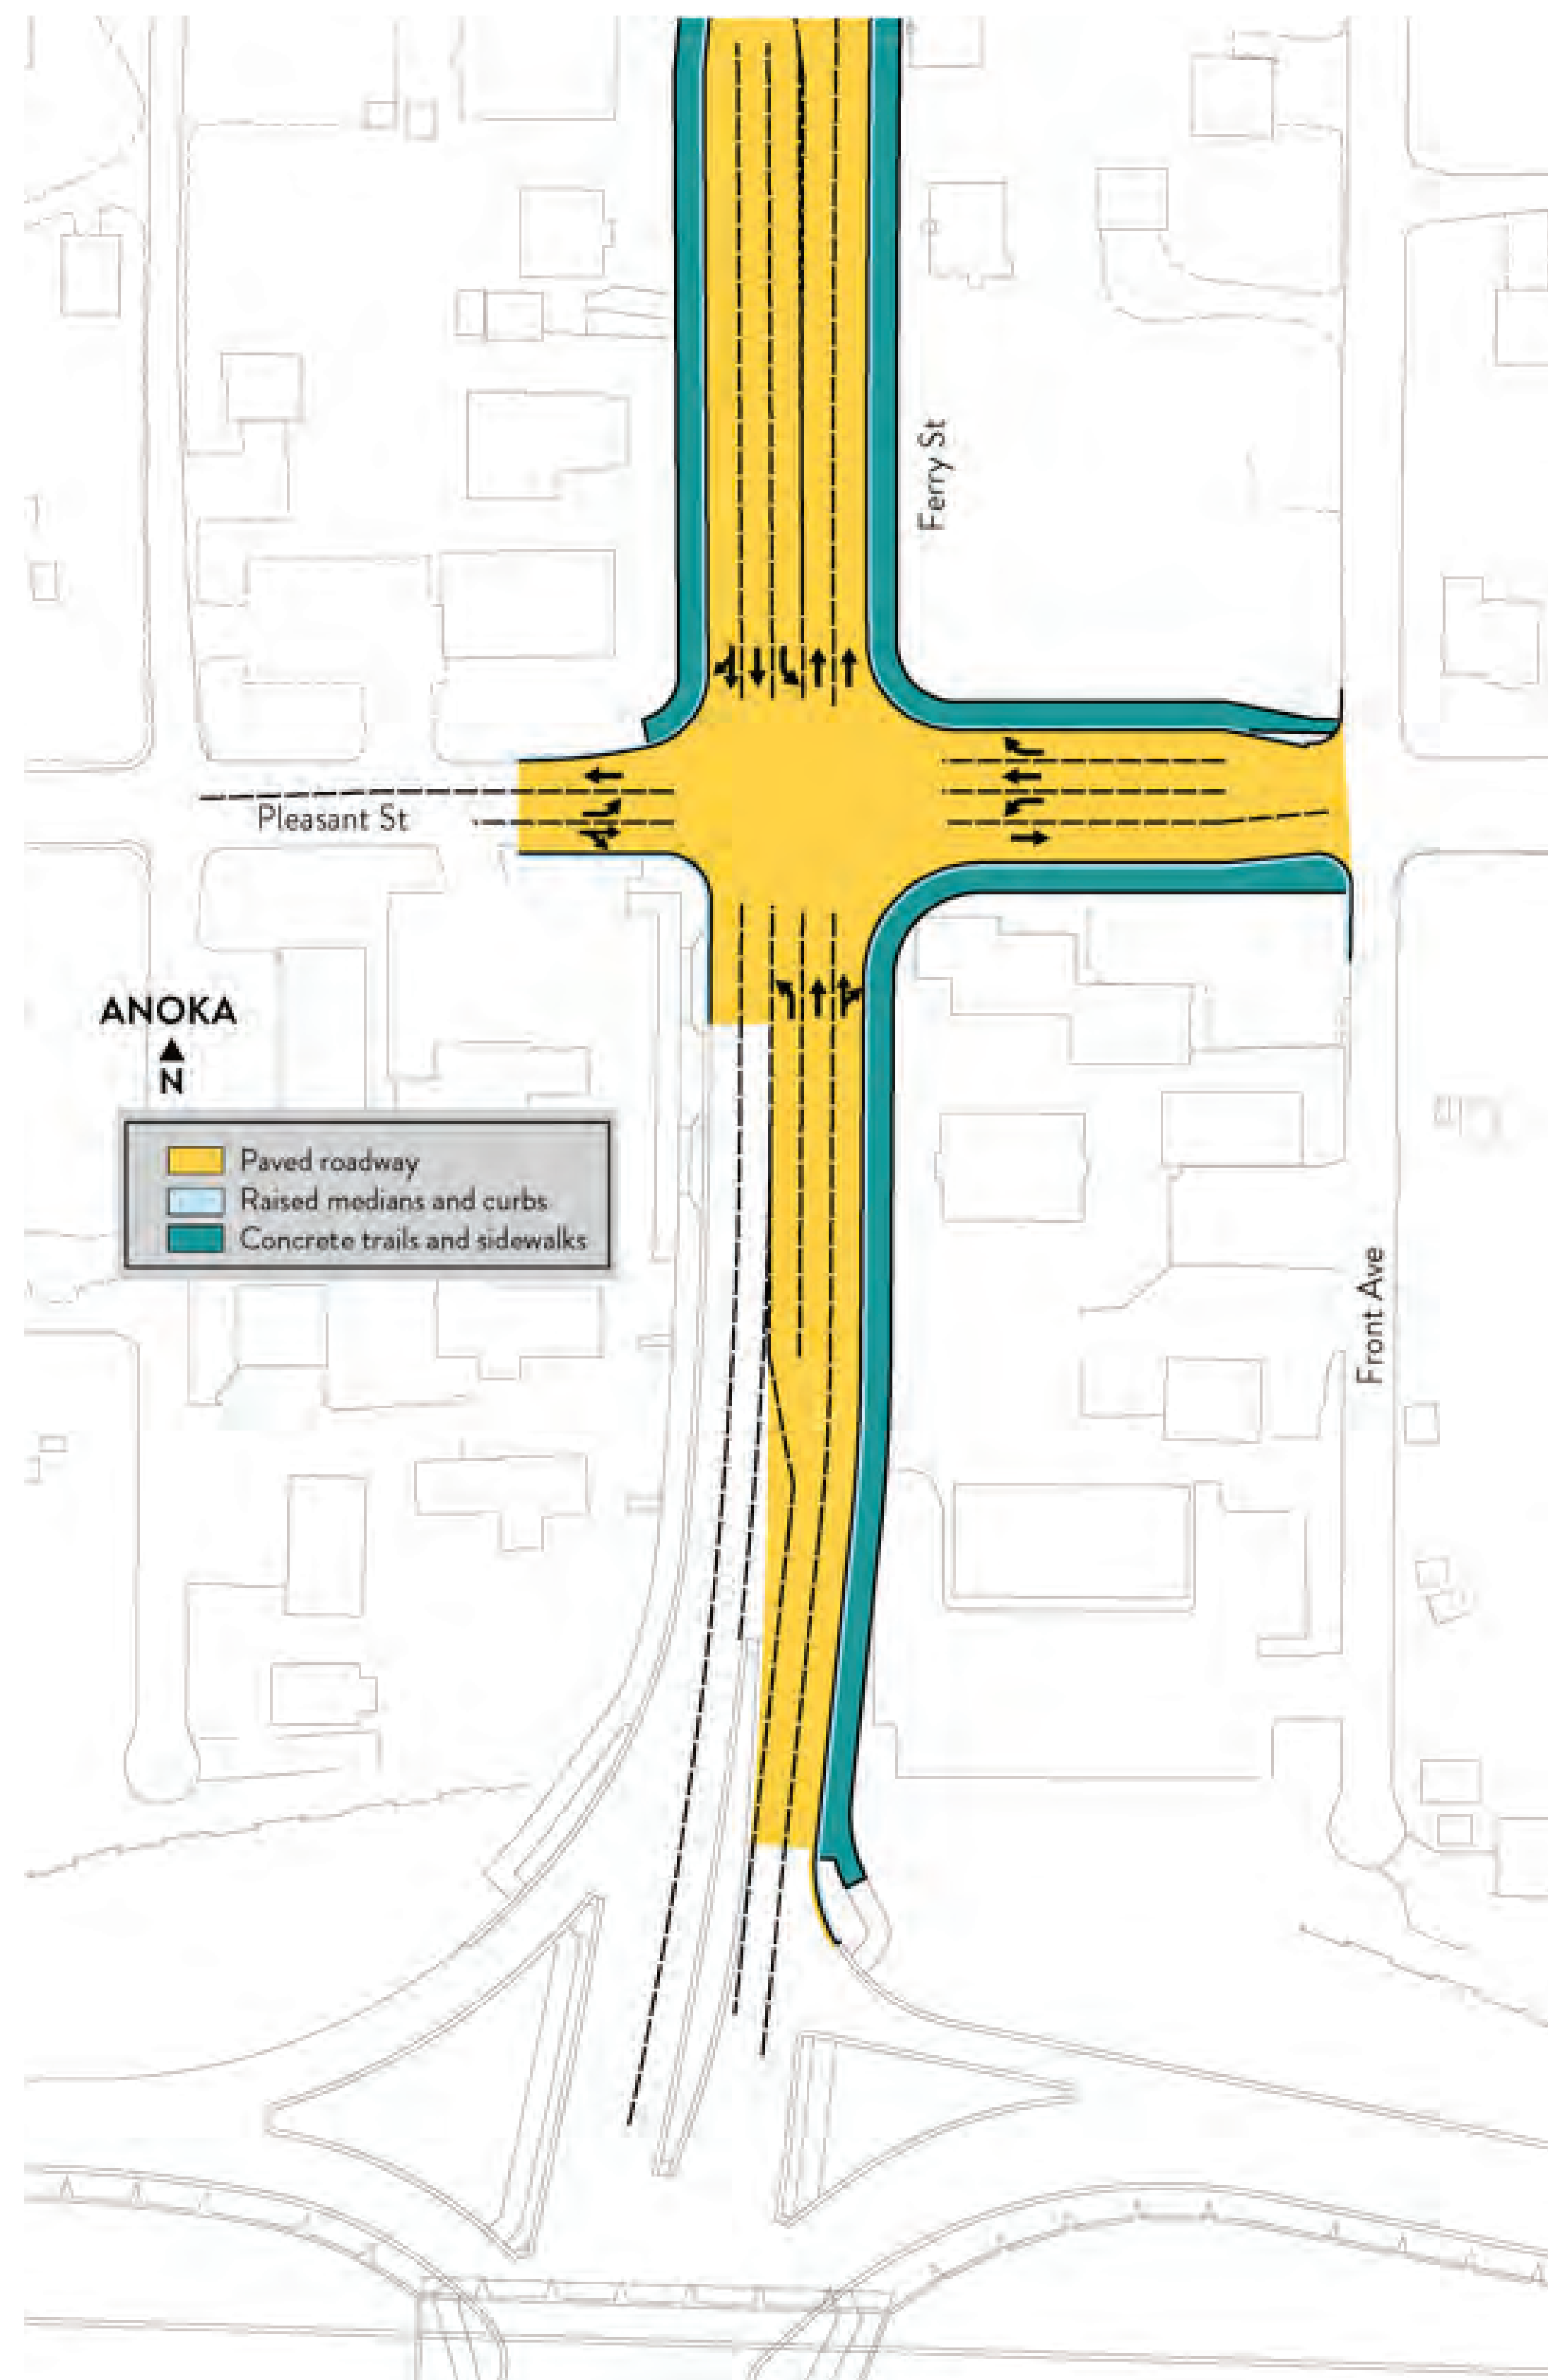 Ferry St
Pleasant St
ANOKA
N
Paved roadway
Raised medians and curbs
Concrete trails and sidewalks
Front Ave